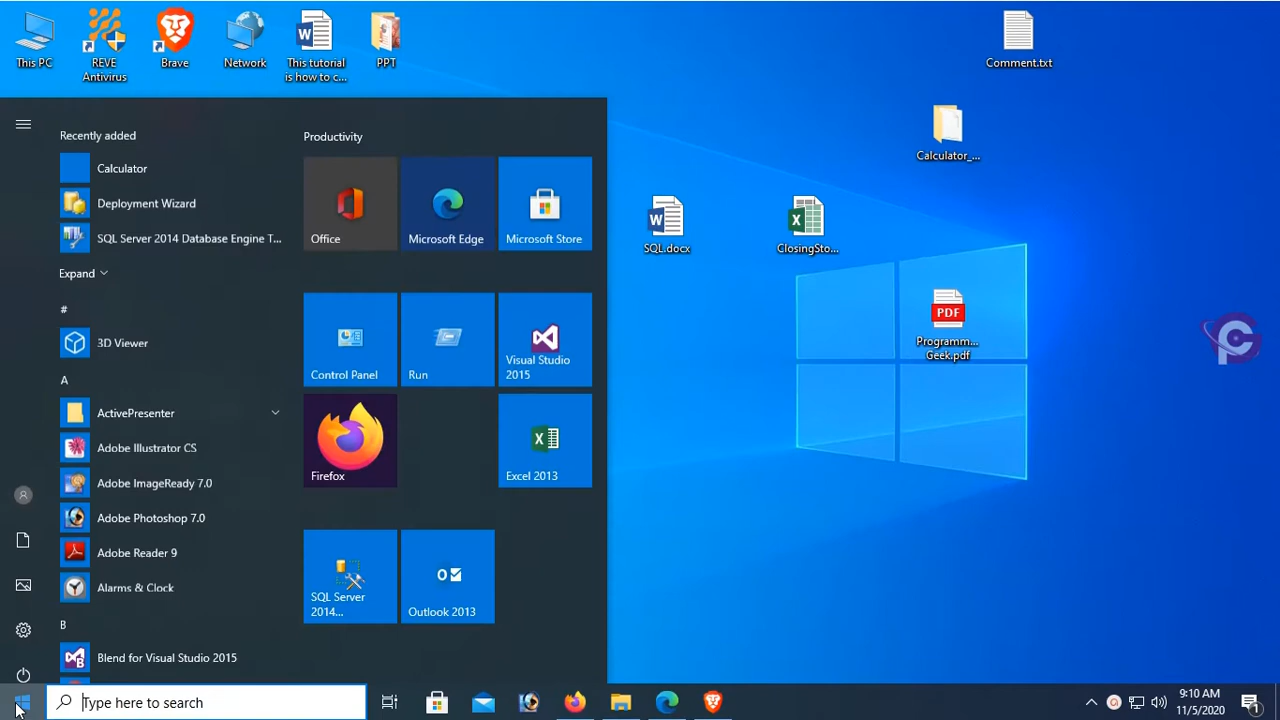 This PC
REVE
Antivirus
Brave
Network
This tutorial
is how to c...
PPT
Comment.txt
Calculator_...
SQL.docx
ClosingSto...
PDF
Programm...
Geek.pdf
Recently added
Calculator
Deployment Wizard
SQL Server 2014 Database Engine T...
Expand
#
3D Viewer
A
ActivePresenter
Adobe Illustrator CS
Adobe ImageReady 7.0
Adobe Photoshop 7.0
Adobe Reader 9
Alarms & Clock
B
Blend for Visual Studio 2015
Productivity
Office
Microsoft Edge
Microsoft Store
Control Panel
Run
Visual Studio
2015
Firefox
Excel 2013
SQL Server
2014...
Outlook 2013
Type here to search
9:10 AM
11/5/2020
1